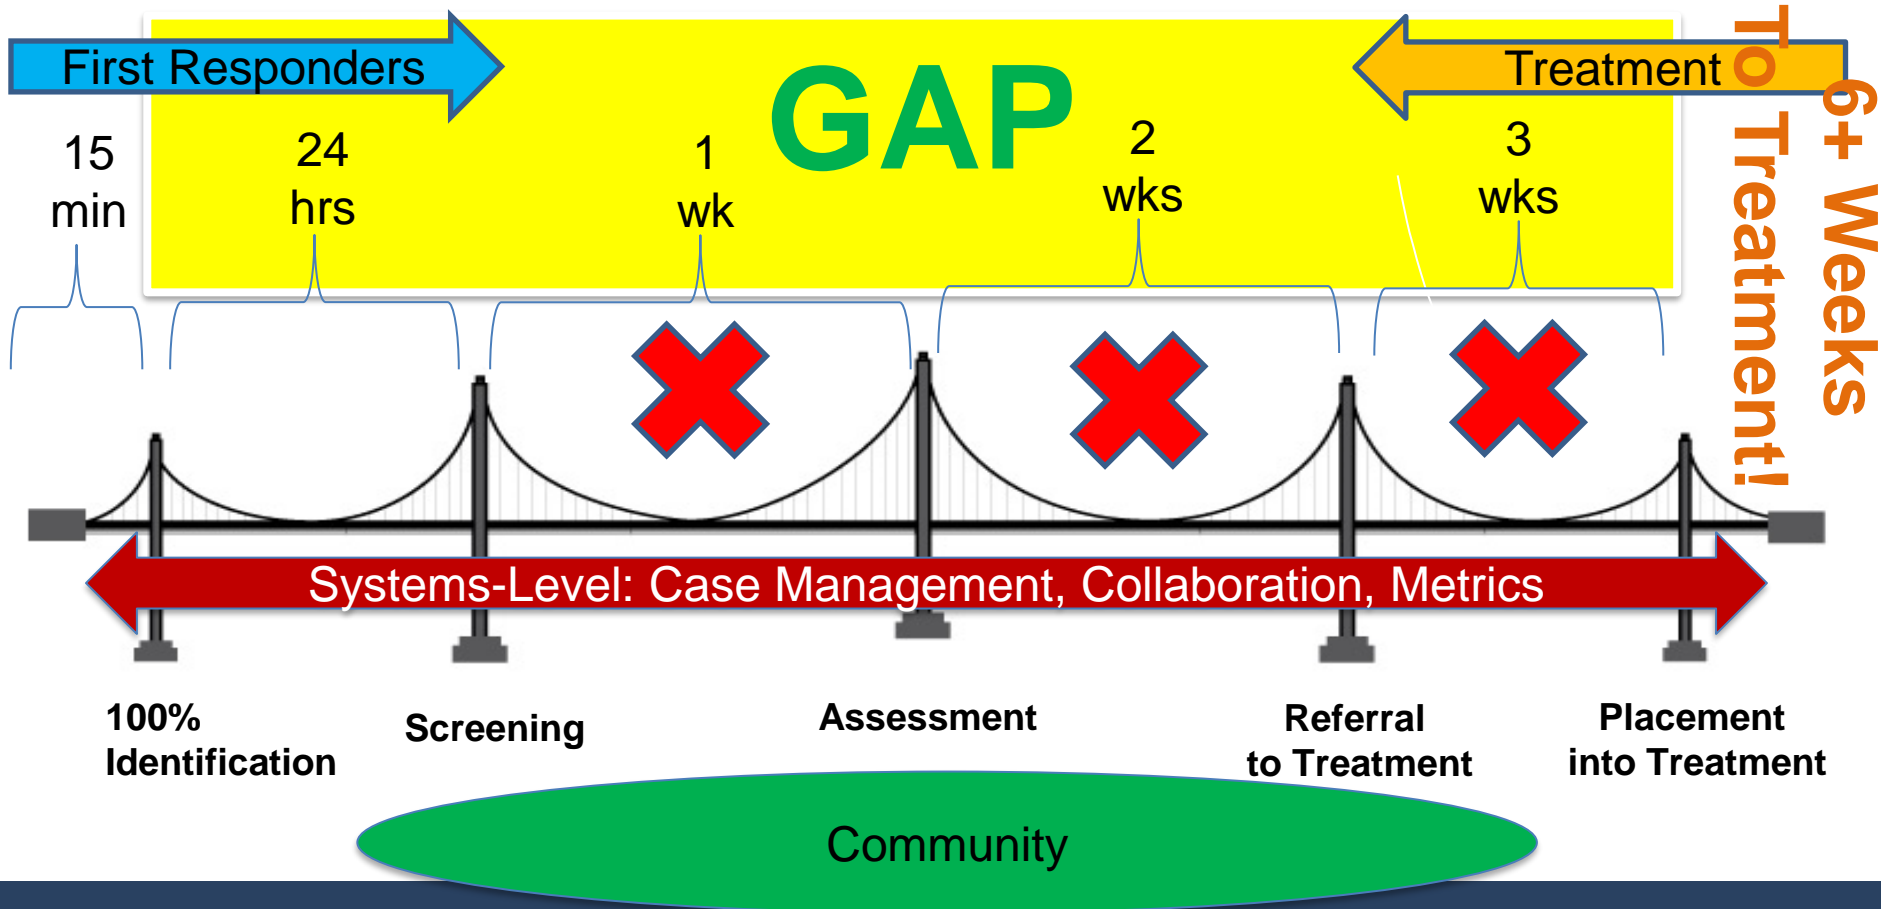 First Responders
GAP
Treatment
6+ Weeks
To Treatment!
15
min
24
hrs
1
wk
2
wks
3
wks
Systems-Level: Case Management, Collaboration, Metrics
100%
Identification
Screening
Assessment
Referral
to Treatment
Placement
into Treatment
Community